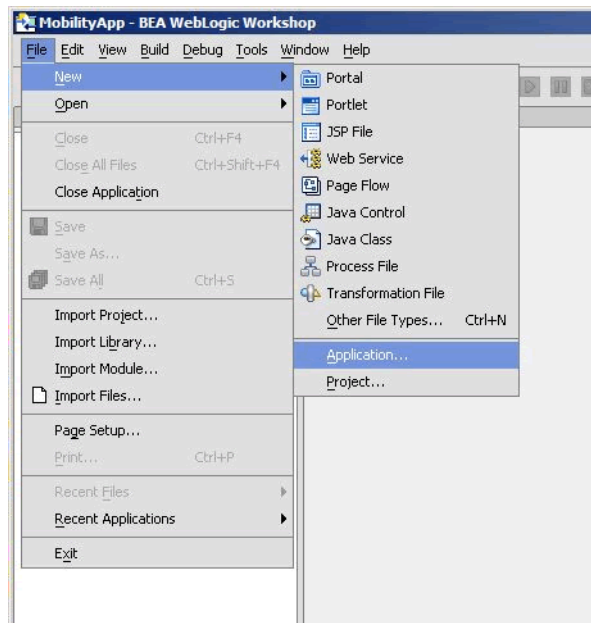 MobilityApp - BEA WebLogic Workshop
File Edit View Build Debug Tools Window Help
New
Open
Close Ctrl+F4
Close All Files Ctrl+Shift+F4
Close Application
Save
Save As...
Save All Ctrl+S
Import Project...
Import Library...
Import Module...
Import Files...
Page Setup...
Print... Ctrl+P
Recent Files
Recent Applications
Exit
Portal
Portlet
JSP File
Web Service
Page Flow
Java Control
Java Class
Process File
Transformation File
Other File Types... Ctrl+N
Application...
Project...